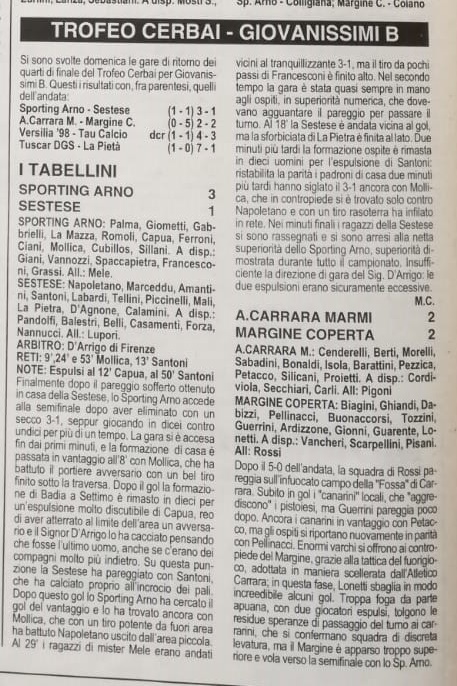 Sp. Arno - Colligiana; Margine C. - Coiano
TROFEO CERBAI - GIOVANISSIMI B
Si sono svolte domenica le gare di ritorno dei
quarti di finale del Trofeo Cerbai per Giovanis-
simi B. Questi i risultati con, fra parentesi, quelli
dell'andata:
Sporting Arno - Sestese (1 - 1) 3 - 1
A.Carrara M. - Margine C. (0 - 5) 2 - 2
Versilia '98 - Tau Calcio dcr (1 - 1) 4 - 3
Tuscar DGS - La Pietà (1 - 0) 7 - 1
I TABELLINI
SPORTING ARNO 3
SESTESE 1
SPORTING ARNO: Palma, Giometti, Gab-
brielli, La Mazza, Romoli, Capua, Ferroni,
Ciani, Mollica, Cubillos, Sillani. A disp.:
Giani, Vannozzi, Spaccapietra, Francesco-
ni, Grassi. All.: Mele.
SESTESE: Napoletano, Marceddu, Amanti-
ni, Santoni, Labardi, Tellini, Piccinelli, Mali,
La Pietra, D'Agnone, Calamini. A disp.:
Pandolfi, Balestri, Belli, Casamenti, Forza,
Nannucci. All.: Lupori.
ARBITRO: D'Arrigo di Firenze
RETI: 9',24' e 53' Mollica, 13' Santoni
NOTE: Espulsi al 12' Capua, al 50' Santoni
Finalmente dopo il pareggio sofferto ottenuto
in casa della Sestese, lo Sporting Arno accede
alla semifinale dopo aver eliminato con un
secco 3-1, seppur giocando in dieci contro
undici per più di un tempo. La gara si è accesa
fin dai primi minuti, e la formazione di casa è
passata in vantaggio all'8' con Mollica, che ha
battuto il portiere avversario con un bel tiro
finito sotto la traversa. Dopo il gol la formazio-
ne di Badia a Settimo è rimasta in dieci per
un'espulsione molto discutibile di Capua, reo
di aver atterrato al limite dell'area un avversa-
rio e il Signor D'Arrigo lo ha cacciato pensando
che fosse l'ultimo uomo, anche se c'erano dei
compagni molto più indietro. Su questa pun-
zione la Sestese ha pareggiato con Santoni,
che ha calciato proprio all'incrocio dei pali.
Dopo questo gol lo Sporting Arno ha cercato il
gol del vantaggio e lo ha trovato ancora con
Mollica, che con un tiro potente da fuori area
ha battuto Napoletano uscito dall'area piccola.
Al 29' i ragazzi di mister Mele erano andati
vicini al tranquillizzante 3-1, ma il tiro da pochi
passi di Francesconi è finito alto. Nel secondo
tempo la gara è stata quasi sempre in mano
agli ospiti, in superiorità numerica, che dove-
vano agguantare il pareggio per passare il
turno. Al 18' la Sestese è andata vicina al gol,
ma la sforbiciata di La Pietra è finita al lato. Due
minuti più tardi la formazione ospite è rimasta
in dieci uomini per l'espulsione di Santoni:
ristabilita la parità i padroni di casa due minuti
più tardi hanno siglato il 3-1 ancora con Molli-
ca, che in contropiede si è trovato solo contro
Napoletano e con un tiro rasoterra ha infilato
in rete. Nei minuti finali i ragazzi della Sestese
si sono rassegnati e si sono arresi alla netta
superiorità dello Sporting Arno, superiorità di-
mostrata durante tutto il campionato. Insuffi-
ciente la direzione di gara del Sig. D'Arrigo: le
due espulsioni erano sicuramente eccessive.
M.C.
A.CARRARA MARMI 2
MARGINE COPERTA 2
A.CARRARA M.: Cenderelli, Berti, Morelli,
Sabadini, Bonaldi, Isola, Barattini, Pezzica,
Petacco, Silicani, Proietti. A disp.: Cordi-
viola, Secchiari, Carli. All: Pigoni
MARGINE COPERTA: Biagini, Ghiandi, Da-
bizzi, Pellinacci, Buonaccorsi, Tozzini,
Guerrini, Ardizzone, Gionni, Guarente, Lo-
netti. A disp.: Vancheri, Scarpellini, Pisani.
All: Rossi
Dopo il 5-0 dell'andata, la squadra di Rossi pa-
reggia sull'infuocato campo della "Fossa" di Car-
rara. Subito in gol i "canarini" locali, che "aggre-
discono" i pistoiesi, ma Guerrini pareggia poco
dopo. Ancora i canarini in vantaggio con Petac-
co, ma gli ospiti si riportano nuovamente in parità
con Pellinacci. Enormi varchi si offrono ai contro-
piede del Margine, grazie alla tattica del fuorigio-
co, adottata in maniera scellerata dall'Atletico
Carrara; in questa fase, Lonetti sbaglia in modo
incredibile alcuni gol. Troppa foga da parte
apuana, con due giocatori espulsi, tolgono le
residue speranze di passaggio del turno ai car-
rarini, che si confermano squadra di discreta
levatura, ma il Margine è apparso troppo supe-
riore e vola verso la semifinale con lo Sp. Arno.